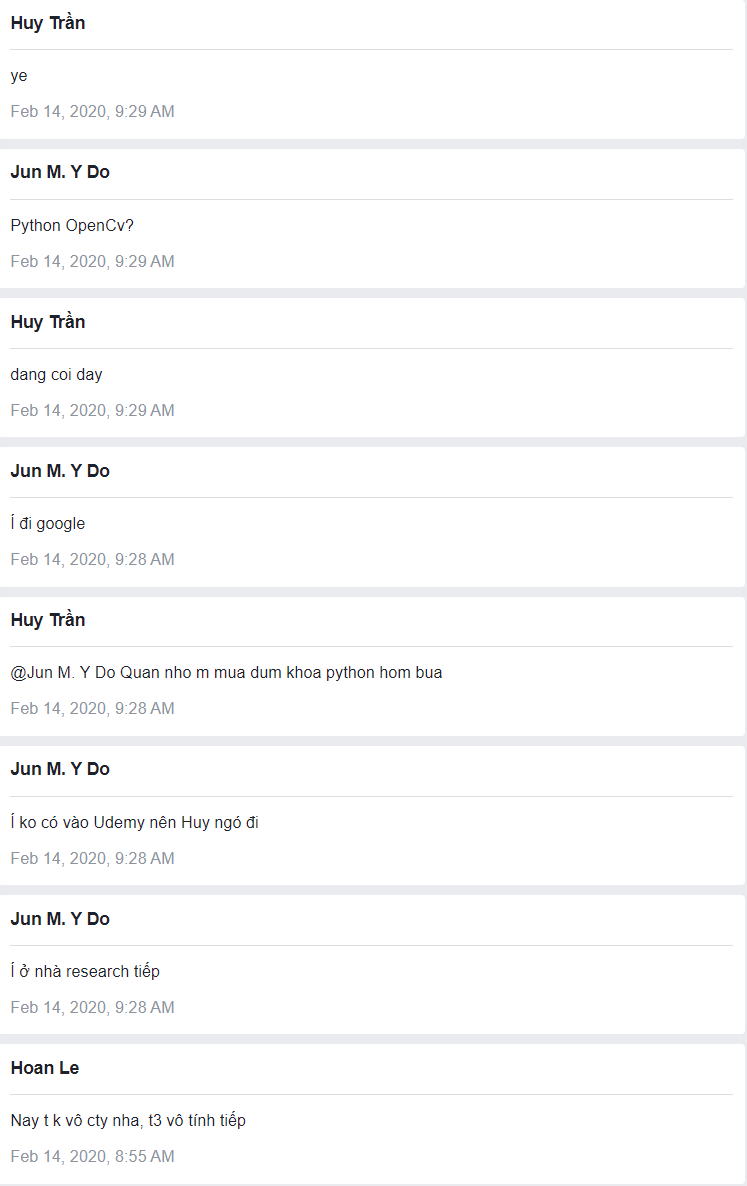 Huy Trần
ye
Feb 14, 2020, 9:29 AM
Jun M. Y Do
Python OpenCv?
Feb 14, 2020, 9:29 AM
Huy Trần
dang coi day
Feb 14, 2020, 9:29 AM
Jun M. Y Do
Í đi google
Feb 14, 2020, 9:28 AM
Huy Trần
@Jun M. Y Do Quan nho m mua dum khoa python hom bua
Feb 14, 2020, 9:28 AM
Jun M. Y Do
Í ko có vào Udemy nên Huy ngó đi
Feb 14, 2020, 9:28 AM
Jun M. Y Do
Í ở nhà research tiếp
Feb 14, 2020, 9:28 AM
Hoan Le
Nay t k vô cty nha, t3 vô tính tiếp
Feb 14, 2020, 8:55 AM